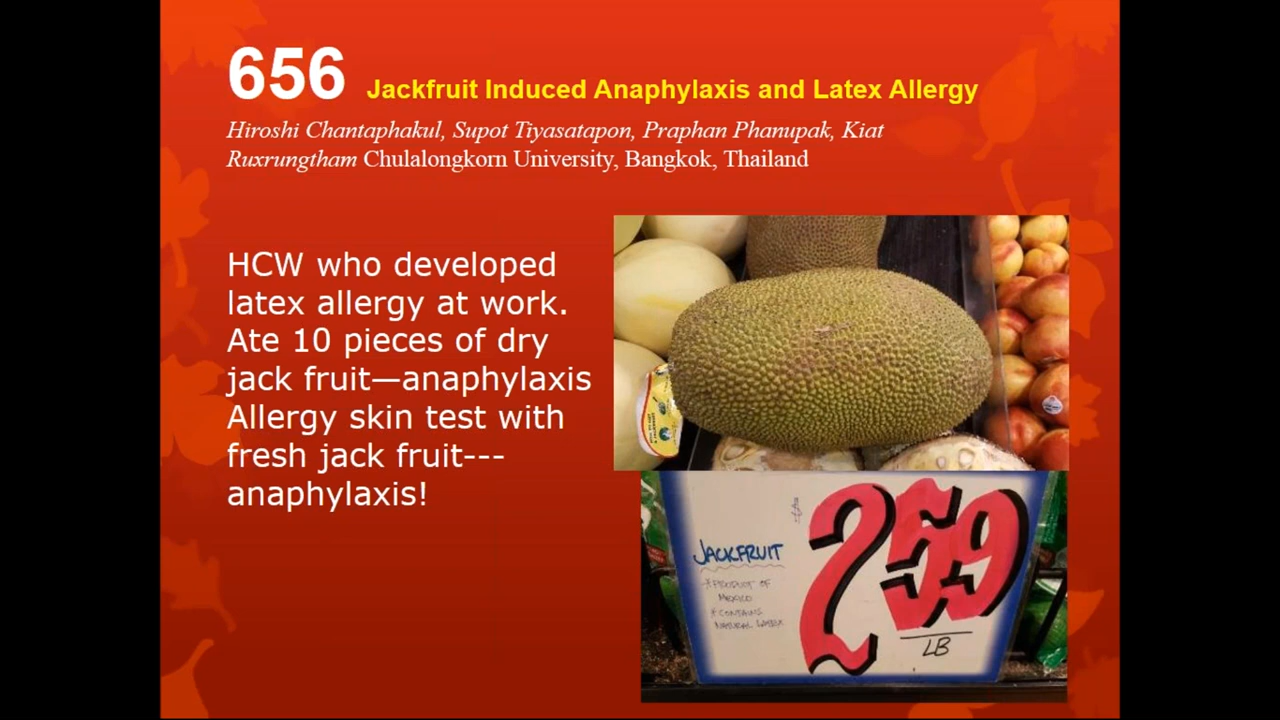 656 Jackfruit Induced Anaphylaxis and Latex Allergy
Hiroshi Chantaphakul, Supot Tiyasatapon, Praphan Phanupak, Kiat
Ruxrungtham Chulalongkorn University, Bangkok, Thailand
HCW who developed
latex allergy at work.
Ate 10 pieces of dry
jack fruit—anaphylaxis
Allergy skin test with
fresh jack fruit---
anaphylaxis!
$ 2 59
JACKFRUIT
*PRODUCT OF
MEXICO
*CONTAINS
NATURAL LATEX
LB